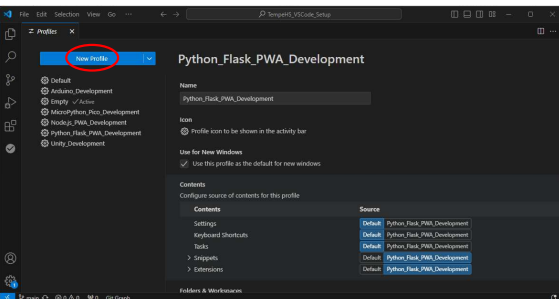 File Edit Selection View Go ...
TempeHS_VSCode_Setup
Profiles
New Profile
Default
Arduino_Development
Empty ✓ Active
MicroPython_Pico_Development
Node.js_PWA_Development
Python_Flask_PWA_Development
Unity_Development
Python_Flask_PWA_Development
Name
Python_Flask_PWA_Development
Icon
Profile icon to be shown in the activity bar
Use for New Windows
Use this profile as the default for new windows
Contents
Configure source of contents for this profile
Contents Source
Settings Default Python_Flask_PWA_Development
Keyboard Shortcuts Default Python_Flask_PWA_Development
Tasks Default Python_Flask_PWA_Development
> Snippets Default Python_Flask_PWA_Development
> Extensions Default Python_Flask_PWA_Development
Folders & Workspaces
main 0 0 0 Git Graph